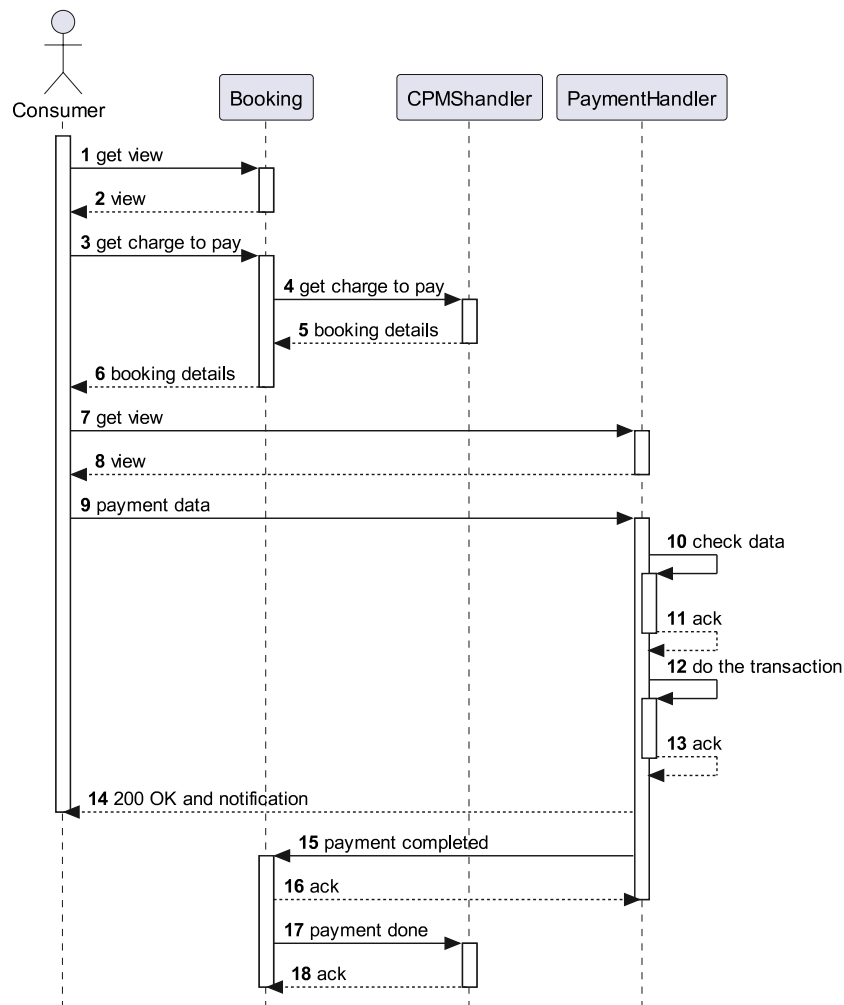 Consumer
Booking
CPMShandler
PaymentHandler
1 get view
2 view
3 get charge to pay
4 get charge to pay
5 booking details
6 booking details
7 get view
8 view
9 payment data
10 check data
11 ack
12 do the transaction
13 ack
14 200 OK and notification
15 payment completed
16 ack
17 payment done
18 ack